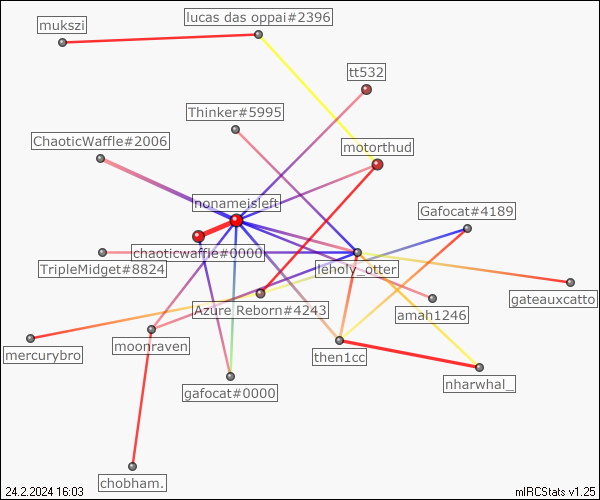 lucas das oppai#2396
mukszi
tt532
Thinker#5995
ChaoticWaffle#2006
motorthud
nonameisleft
Gafocat#4189
chaoticwaffle#0000
leholy_otter
TripleMidget#8824
gateauxcatto
Azure Reborn#4243
amah1246
moonraven
mercurybro
then1cc
nharwhal_
gafocat#0000
chobham.
24.2.2024 16:03
mIRCStats v1.25